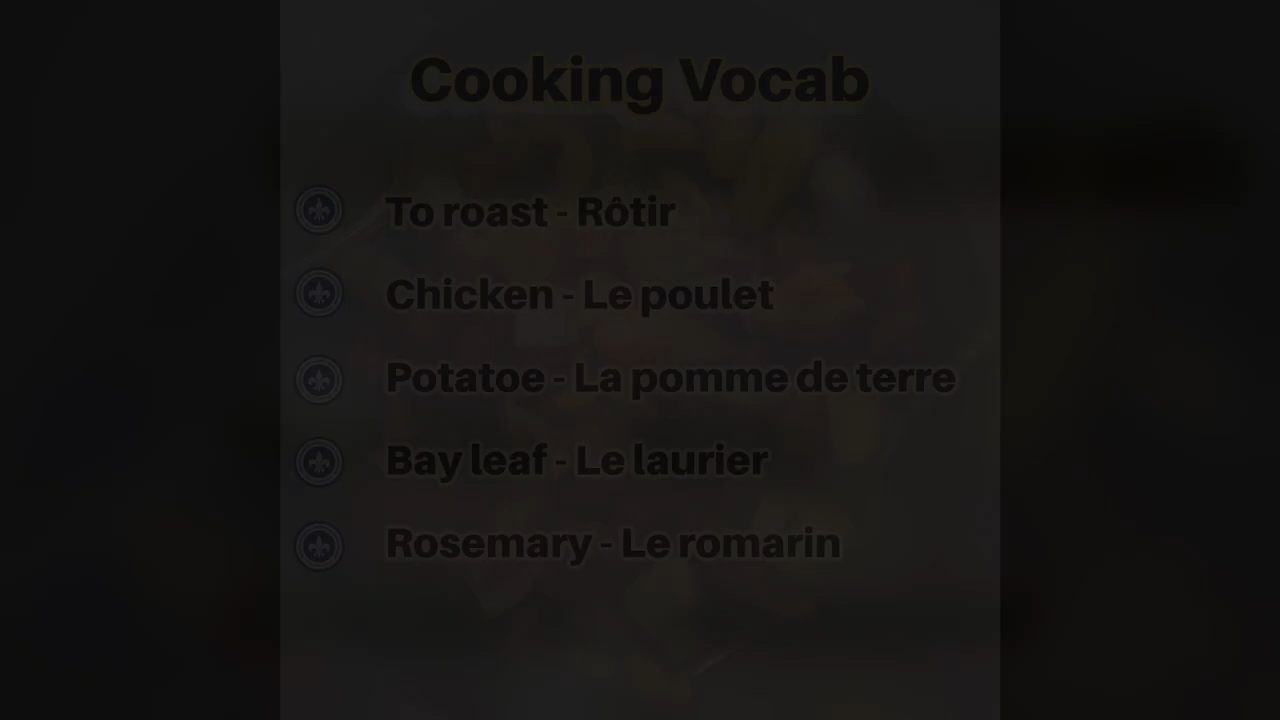 Cooking Vocab
To roast - Rôtir
Chicken - Le poulet
Potatoe - La pomme de terre
Bay leaf - Le laurier
Rosemary - Le romarin